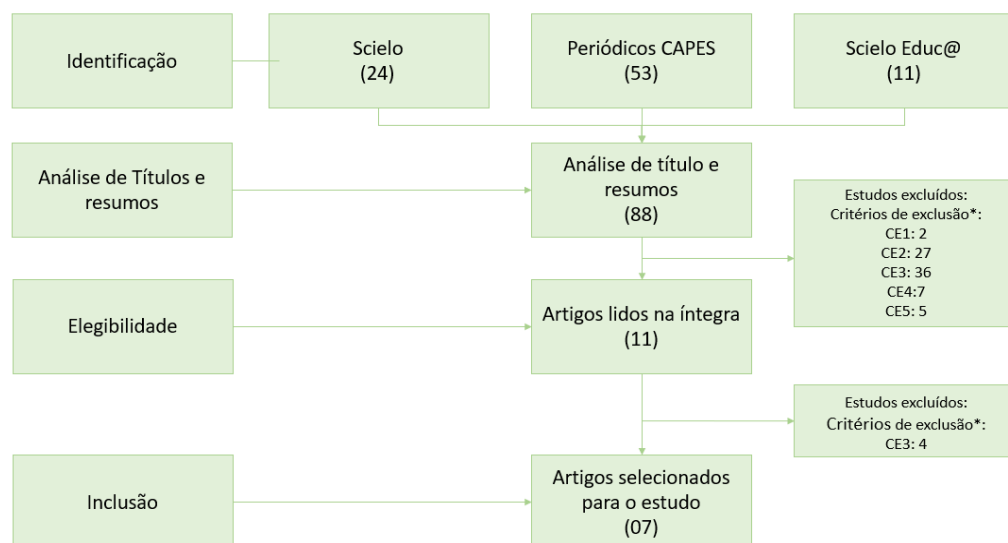 Identificação
Scielo
(24)
Periódicos CAPES
(53)
Scielo Educ@
(11)
Análise de Títulos e
resumos
Análise de título e
resumos
(88)
Estudos excluídos:
Critérios de exclusão*:
CE1: 2
CE2: 27
CE3: 36
CE4:7
CE5: 5
Elegibilidade
Artigos lidos na íntegra
(11)
Estudos excluídos:
Critérios de exclusão*:
CE3: 4
Inclusão
Artigos selecionados
para o estudo
(07)